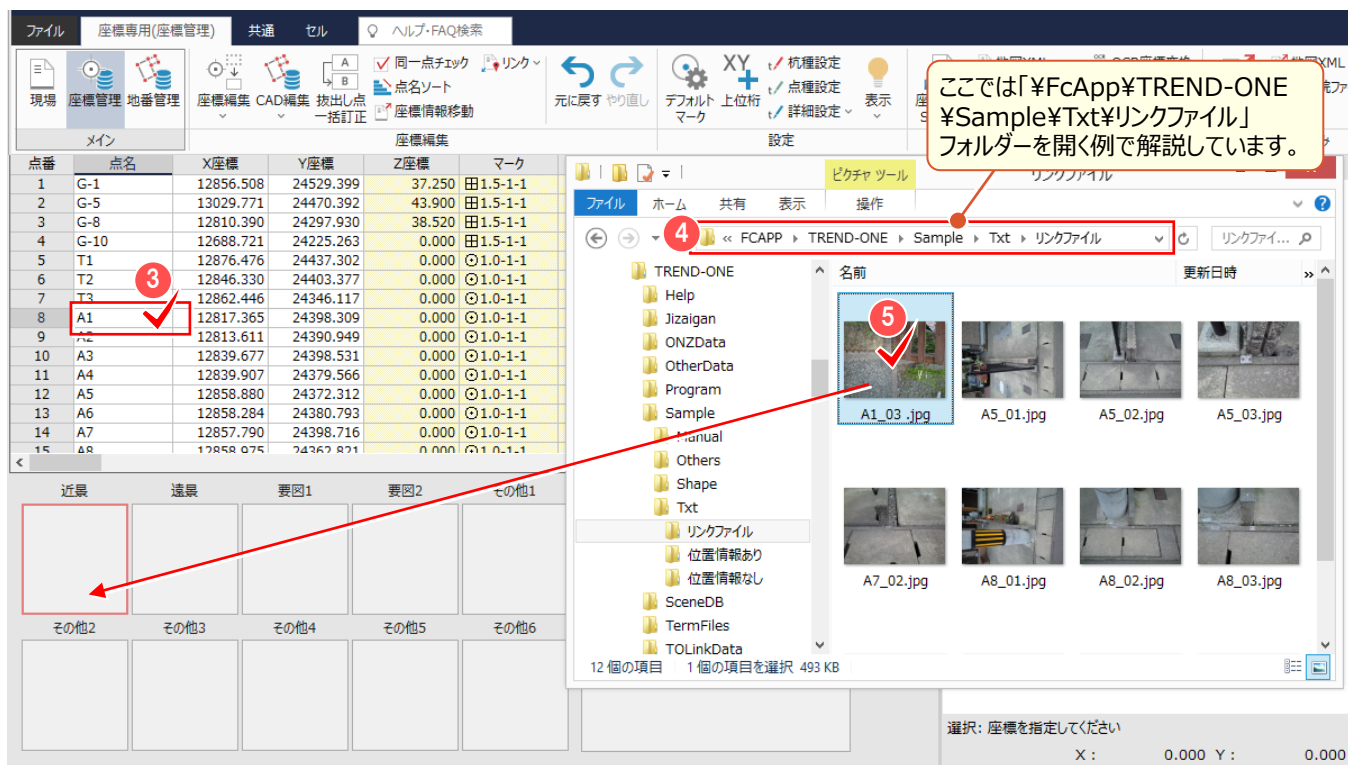 ファイル 座標専用(座標管理) 共通 セル ヘルプ・FAQ検索
現場 座標管理 地番管理 座標編集 CAD編集 抜出し点一括訂正
A
B
同一点チェック リンク
点名ソート
座標情報移動
元に戻す やり直し
デフォルトマーク 上位桁
XY
杭種設定
点種設定
詳細設定
表示
メイン 座標編集 設定
ここでは「¥FcApp¥TREND-ONE
¥Sample¥Txt¥リンクファイル」
フォルダーを開く例で解説しています。
点番 点名 X座標 Y座標 Z座標 マーク
1 G-1 12856.508 24529.399 37.250 1.5-1-1
2 G-5 13029.771 24470.392 43.900 1.5-1-1
3 G-8 12810.390 24297.930 38.520 1.5-1-1
4 G-10 12688.721 24225.263 0.000 1.5-1-1
5 T1 12876.476 24437.302 0.000 1.0-1-1
6 T2 12846.330 24403.377 0.000 1.0-1-1
7 T3 12862.446 24346.117 0.000 1.0-1-1
8 A1 12817.365 24398.309 0.000 1.0-1-1
9 A2 12813.611 24390.949 0.000 1.0-1-1
10 A3 12839.677 24398.531 0.000 1.0-1-1
11 A4 12839.907 24379.566 0.000 1.0-1-1
12 A5 12858.880 24372.312 0.000 1.0-1-1
13 A6 12858.284 24380.793 0.000 1.0-1-1
14 A7 12857.790 24398.716 0.000 1.0-1-1
15 A8 12858.975 24362.821 0.000 1.0-1-1
3
近景 遠景 要図1 要図2 その他1
その他2 その他3 その他4 その他5 その他6
ピクチャ ツール リンクファイル
ファイル ホーム 共有 表示 操作
4
« FCAPP TREND-ONE Sample Txt リンクファイル
リンクファイ...
TREND-ONE
Help
Jizaigan
ONZData
OtherData
Program
Sample
Manual
Others
Shape
Txt
リンクファイル
位置情報あり
位置情報なし
SceneDB
TermFiles
TOLinkData
名前 更新日時 »
5
A1_03 .jpg A5_01.jpg A5_02.jpg A5_03.jpg
A7_02.jpg A8_01.jpg A8_02.jpg A8_03.jpg
12 個の項目 1 個の項目を選択 493 KB
選択: 座標を指定してください
X : 0.000 Y : 0.000